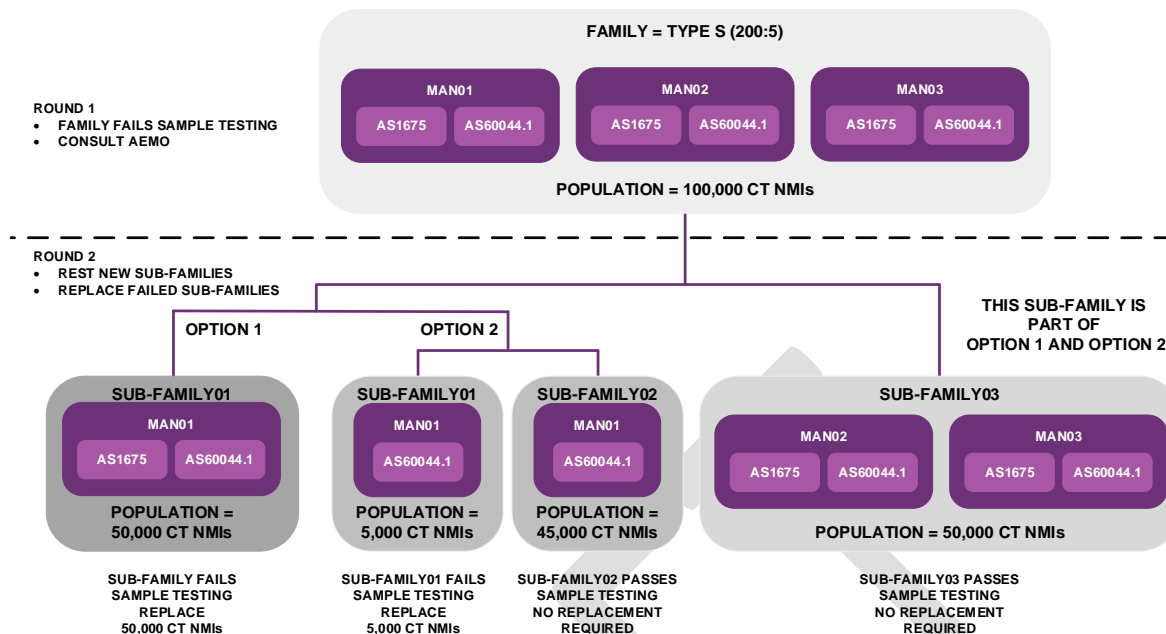 FAMILY = TYPE S (200:5)
MAN01
AS1675 AS60044.1
MAN02
AS1675 AS60044.1
MAN03
AS1675 AS60044.1
POPULATION = 100,000 CT NMIs
ROUND 1
• FAMILY FAILS SAMPLE TESTING
• CONSULT AEMO
ROUND 2
• REST NEW SUB-FAMILIES
• REPLACE FAILED SUB-FAMILIES
OPTION 1
OPTION 2
THIS SUB-FAMILY IS
PART OF
OPTION 1 AND OPTION 2
SUB-FAMILY01
MAN01
AS1675 AS60044.1
POPULATION =
50,000 CT NMIs
SUB-FAMILY FAILS
SAMPLE TESTING
REPLACE
50,000 CT NMIs
SUB-FAMILY01
MAN01
AS60044.1
POPULATION =
5,000 CT NMIs
SUB-FAMILY01 FAILS
SAMPLE TESTING
REPLACE
5,000 CT NMIs
SUB-FAMILY02
MAN01
AS60044.1
POPULATION =
45,000 CT NMIs
SUB-FAMILY02 PASSES
SAMPLE TESTING
NO REPLACEMENT
REQUIRED
SUB-FAMILY03
MAN02
AS1675 AS60044.1
MAN03
AS1675 AS60044.1
POPULATION = 50,000 CT NMIs
SUB-FAMILY03 PASSES
SAMPLE TESTING
NO REPLACEMENT
REQUIRED